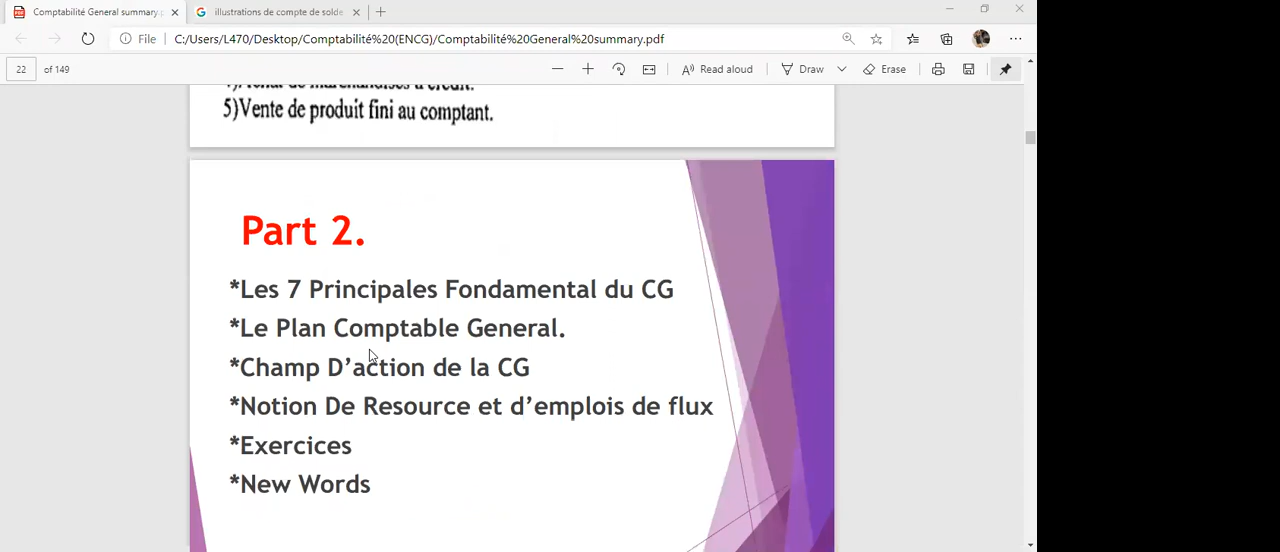 Comptabilité General summary.p
illustrations de compte de solde
File
C:/Users/L470/Desktop/Comptabilité%20(ENCG)/Comptabilité%20General%20summary.pdf
22 of 149
Read aloud
Draw
Erase
5)Vente de produit fini au comptant.
Part 2.
*Les 7 Principales Fondamental du CG
*Le Plan Comptable General.
*Champ D’action de la CG
*Notion De Resource et d’emplois de flux
*Exercices
*New Words